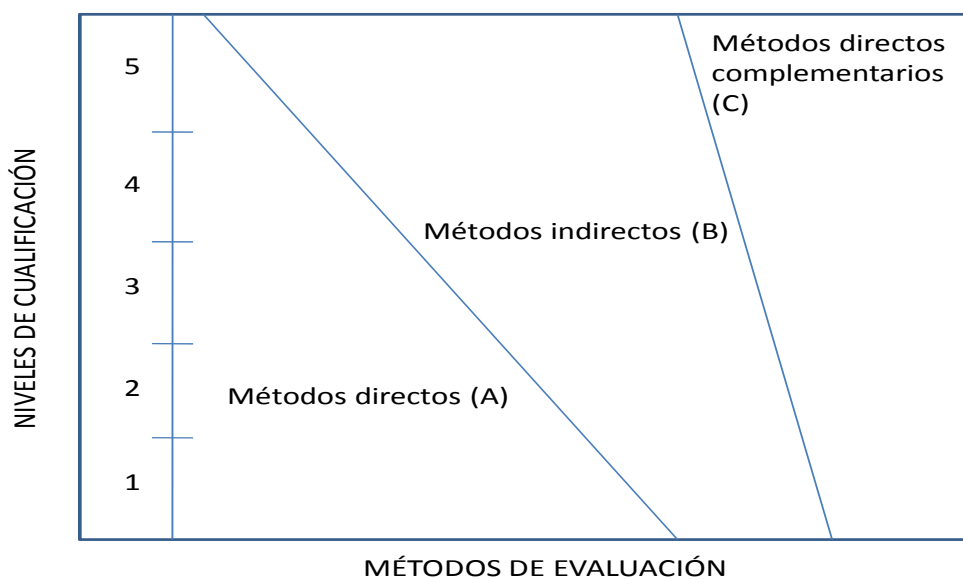 NIVELES DE CUALIFICACIÓN
5
4
3
2
1
Métodos directos
complementarios
(C)
Métodos indirectos (B)
Métodos directos (A)
MÉTODOS DE EVALUACIÓN